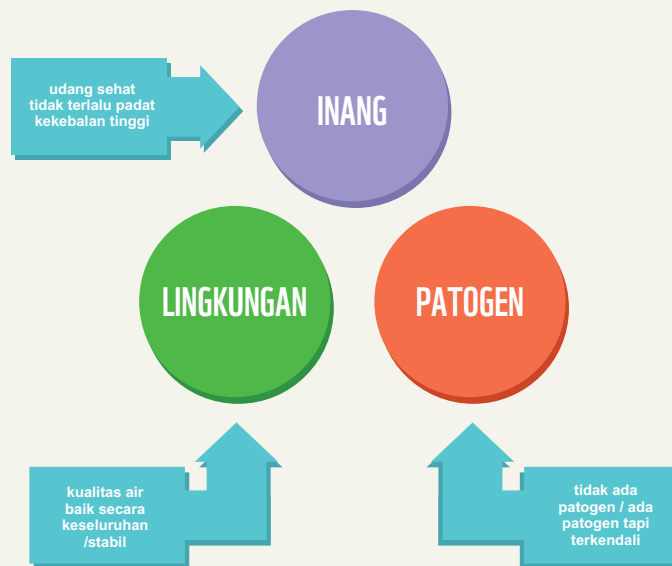 udang sehat
tidak terlalu padat
kekebalan tinggi
INANG
LINGKUNGAN
PATOGEN
kualitas air
baik secara
keseluruhan
/stabil
tidak ada
patogen / ada
patogen tapi
terkendali